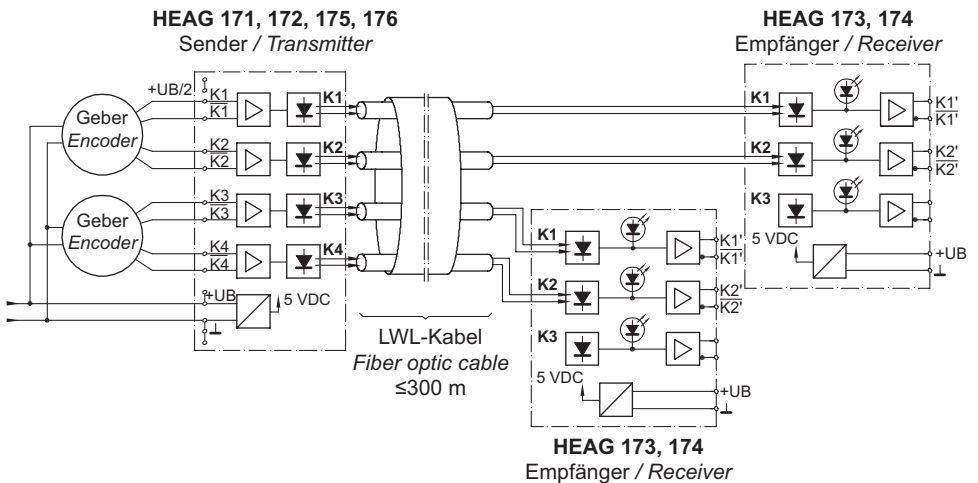 HEAG 171, 172, 175, 176
Sender / Transmitter
HEAG 173, 174
Empfänger / Receiver
+UB/2
K1
K1
K1
K1
K1'
K1'
Geber
Encoder
K2
K2
K2
K2
K2'
K2'
K3
K3
K3
K3
Geber
Encoder
K1
K1'
K1'
5 VDC
+UB
K4
K4
K4
K2
K2'
K2'
+UB
5 VDC
K3
LWL-Kabel
Fiber optic cable
≤300 m
5 VDC
+UB
HEAG 173, 174
Empfänger / Receiver